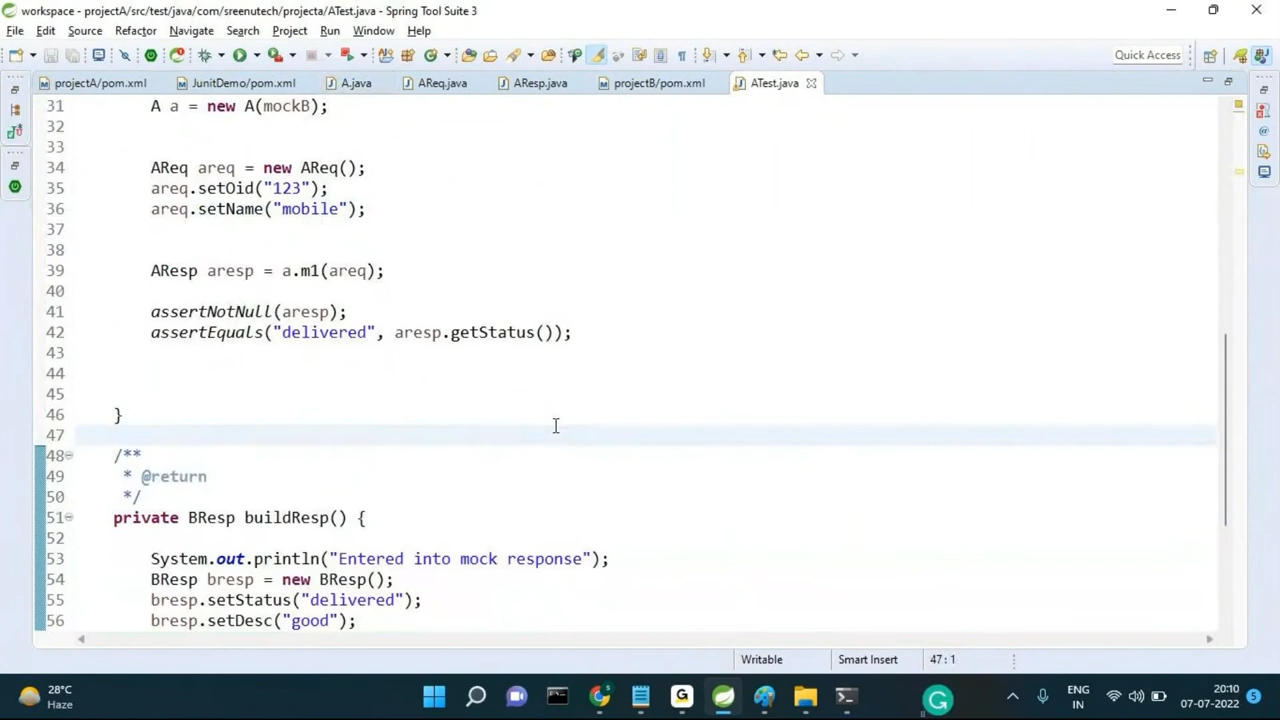 workspace - projectA/src/test/java/com/sreenutech/projecta/ATest.java - Spring Tool Suite 3
File Edit Source Refactor Navigate Search Project Run Window Help
Quick Access
projectA/pom.xml JunitDemo/pom.xml A.java AReq.java AResp.java projectB/pom.xml ATest.java
31 A a = new A(mockB);
32
33
34 AReq areq = new AReq();
35 areq.setOid("123");
36 areq.setName("mobile");
37
38
39 AResp aresp = a.m1(areq);
40
41 assertNotNull(aresp);
42 assertEquals("delivered", aresp.getStatus());
43
44
45
46 }
47
48 /**
49 * @return
50 */
51 private BResp buildResp() {
52
53 System.out.println("Entered into mock response");
54 BResp bresp = new BResp();
55 bresp.setStatus("delivered");
56 bresp.setDesc("good");
Writable Smart Insert 47 : 1
28°C
Haze
ENG
IN
20:10
07-07-2022
5